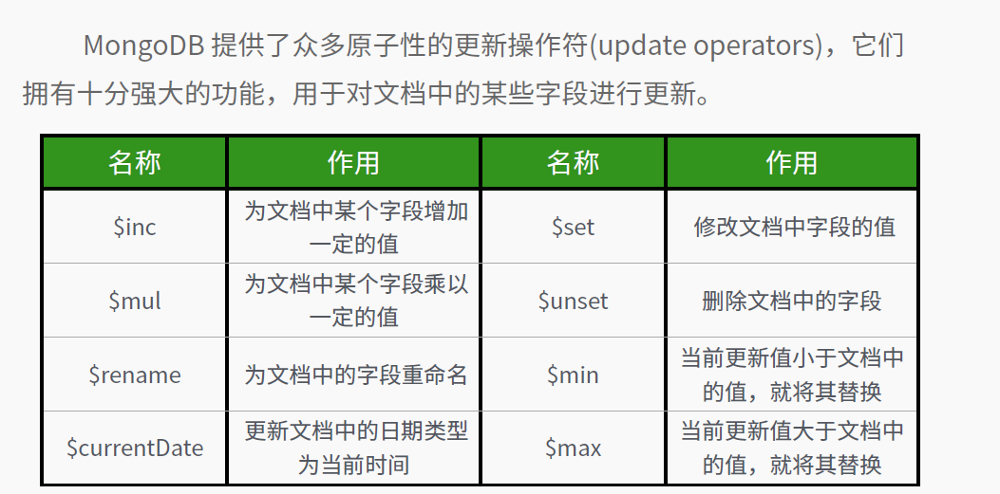 MongoDB 提供了众多原子性的更新操作符(update operators)，它们
拥有十分强大的功能，用于对文档中的某些字段进行更新。
名称 作用 名称 作用
$inc
为文档中某个字段增加
一定的值
$set
修改文档中字段的值
$mul
为文档中某个字段乘以
一定的值
$unset
删除文档中的字段
$rename
为文档中的字段重命名
$min
当前更新值小于文档中
的值，就将其替换
$currentDate
更新文档中的日期类型
为当前时间
$max
当前更新值大于文档中
的值，就将其替换